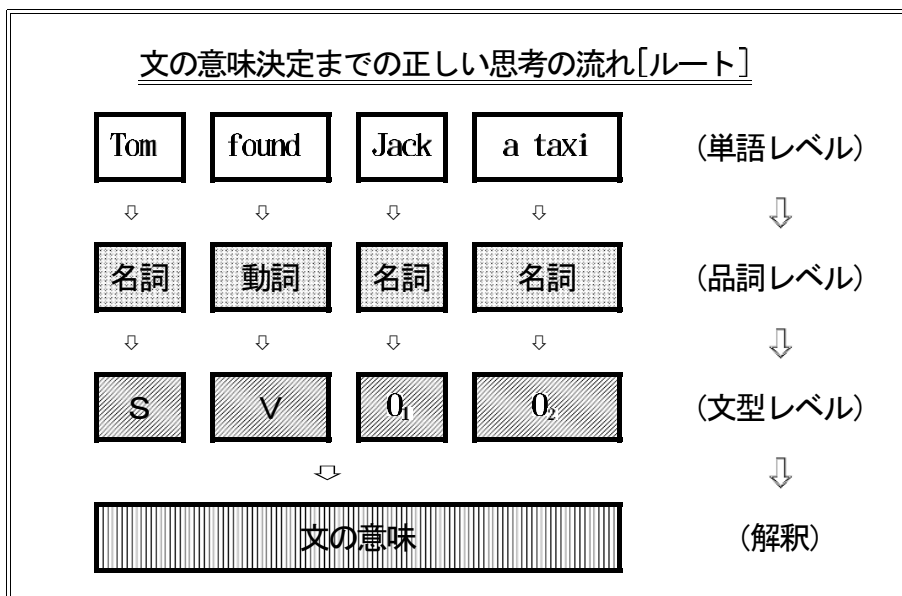 文の意味決定までの正しい思考の流れ[ルート]
Tom found Jack a taxi (単語レベル)
名詞 動詞 名詞 名詞 (品詞レベル)
S V O₁ O₂ (文型レベル)
文の意味 (解釈)